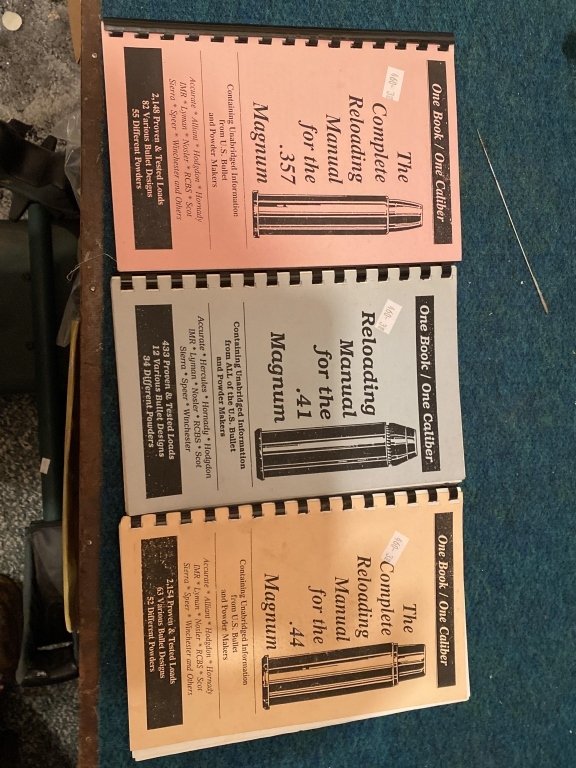 One Book / One Caliber
The
Complete
Reloading
Manual
for the
.357
Magnum
Containing Unabridged Information
from U.S. Bullet
and Powder Makers
Accurate * Alliant * Hodgdon * Hornady
IMR * Lyman * Nosler * RCBS * Scot
Sierra * Speer * Winchester and Others
2,148 Proven & Tested Loads
82 Various Bullet Designs
55 Different Powders
One Book / One Caliber
Reloading
Manual
for the
.41
Magnum
Containing Unabridged Information
from ALL of the U.S. Bullet
and Powder Makers
Accurate * Hercules * Hornady * Hodgdon
IMR * Lyman * Nosler * RCBS * Scot
Sierra * Speer * Winchester
433 Proven & Tested Loads
12 Various Bullet Designs
34 Different Powders
One Book / One Caliber
The
Complete
Reloading
Manual
for the
.44
Magnum
Containing Unabridged Information
from U.S. Bullet
and Powder Makers
Accurate * Alliant * Hodgdon * Hornady
IMR * Lyman * Nosler * RCBS * Scot
Sierra * Speer * Winchester and Others
2,154 Proven & Tested Loads
63 Various Bullet Designs
52 Different Powders